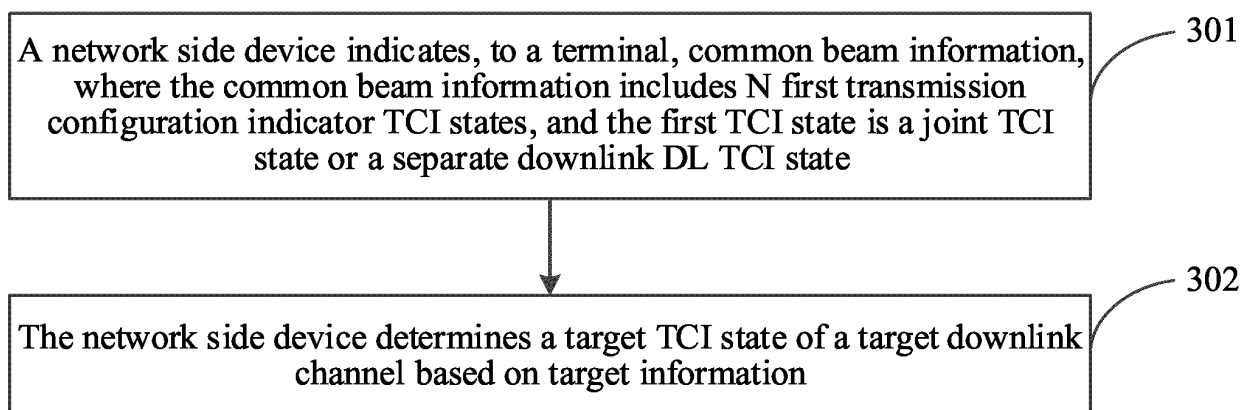 A network side device indicates, to a terminal, common beam information,
where the common beam information includes N first transmission
configuration indicator TCI states, and the first TCI state is a joint TCI
state or a separate downlink DL TCI state
301
The network side device determines a target TCI state of a target downlink
channel based on target information
302